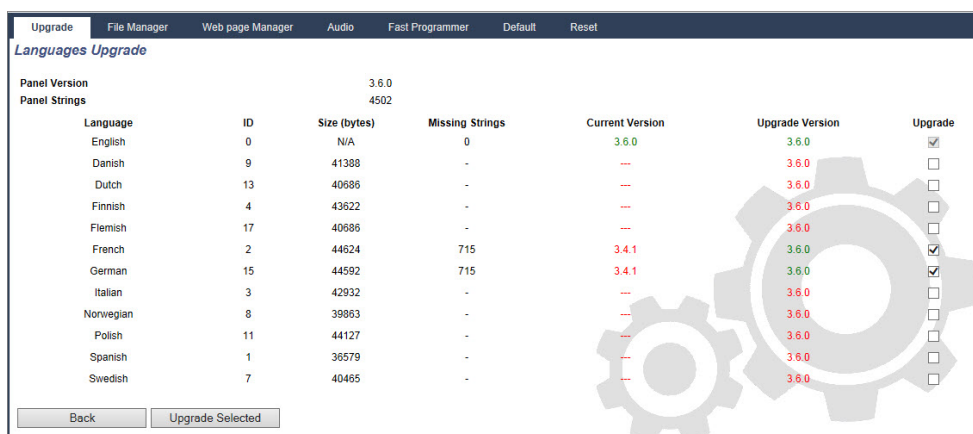 Upgrade File Manager Web page Manager Audio Fast Programmer Default Reset
Languages Upgrade
Panel Version 3.6.0
Panel Strings 4502
Language ID Size (bytes) Missing Strings Current Version Upgrade Version Upgrade
English 0 N/A 0 3.6.0 3.6.0
Danish 9 41388 - --- 3.6.0
Dutch 13 40686 - --- 3.6.0
Finnish 4 43622 - --- 3.6.0
Flemish 17 40686 - --- 3.6.0
French 2 44624 715 3.4.1 3.6.0
German 15 44592 715 3.4.1 3.6.0
Italian 3 42932 - --- 3.6.0
Norwegian 8 39863 - --- 3.6.0
Polish 11 44127 - --- 3.6.0
Spanish 1 36579 - --- 3.6.0
Swedish 7 40465 - --- 3.6.0
Back Upgrade Selected